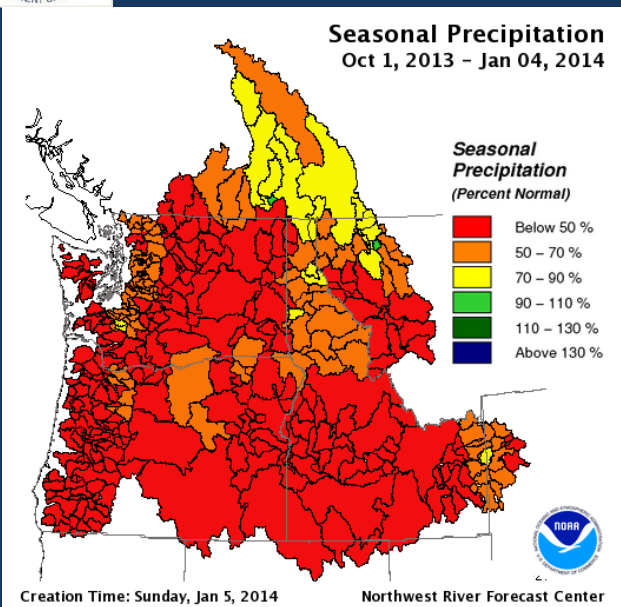 Seasonal Precipitation
Oct 1, 2013 – Jan 04, 2014
Seasonal
Precipitation
(Percent Normal)
Below 50 %
50 – 70 %
70 – 90 %
90 – 110 %
110 – 130 %
Above 130 %
NOAA
Creation Time: Sunday, Jan 5, 2014
Northwest River Forecast Center